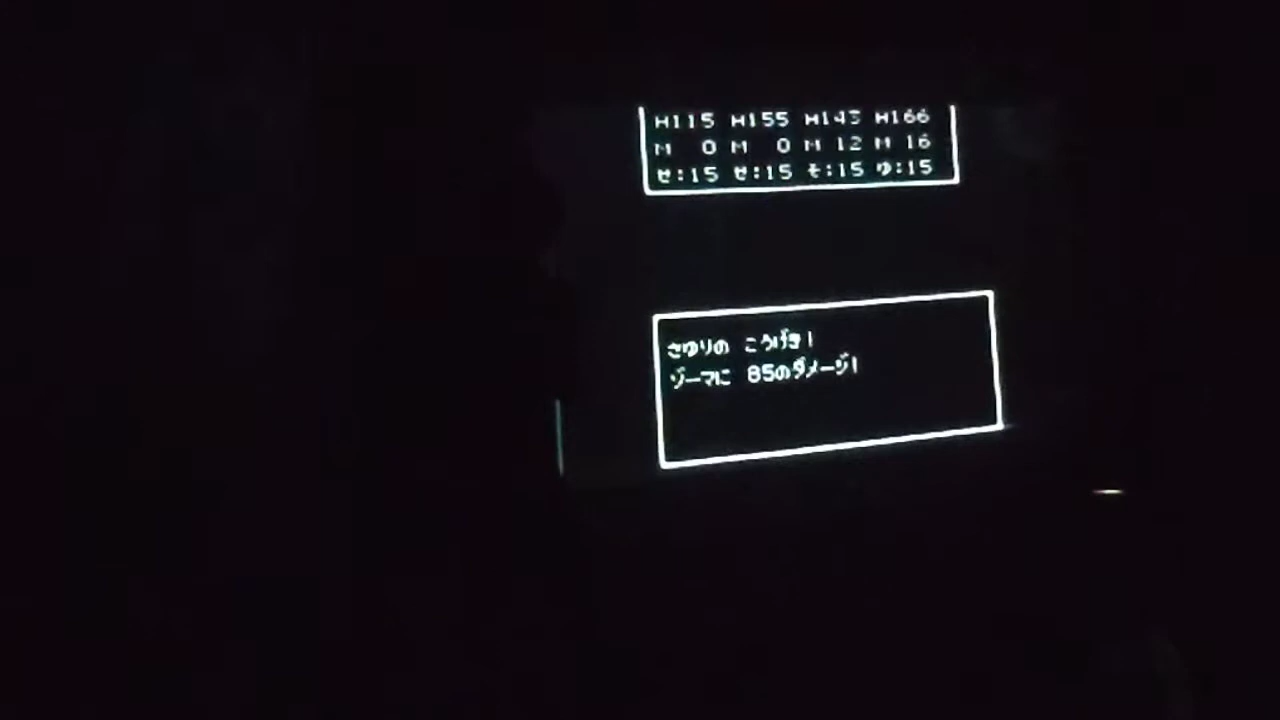 H115 H155 H143 H166
M 0 M 0 M 12 M 16
せ:15 せ:15 そ:15 ゆ:15
さゆりの こうげき!
ゾーマに 85のダメージ!